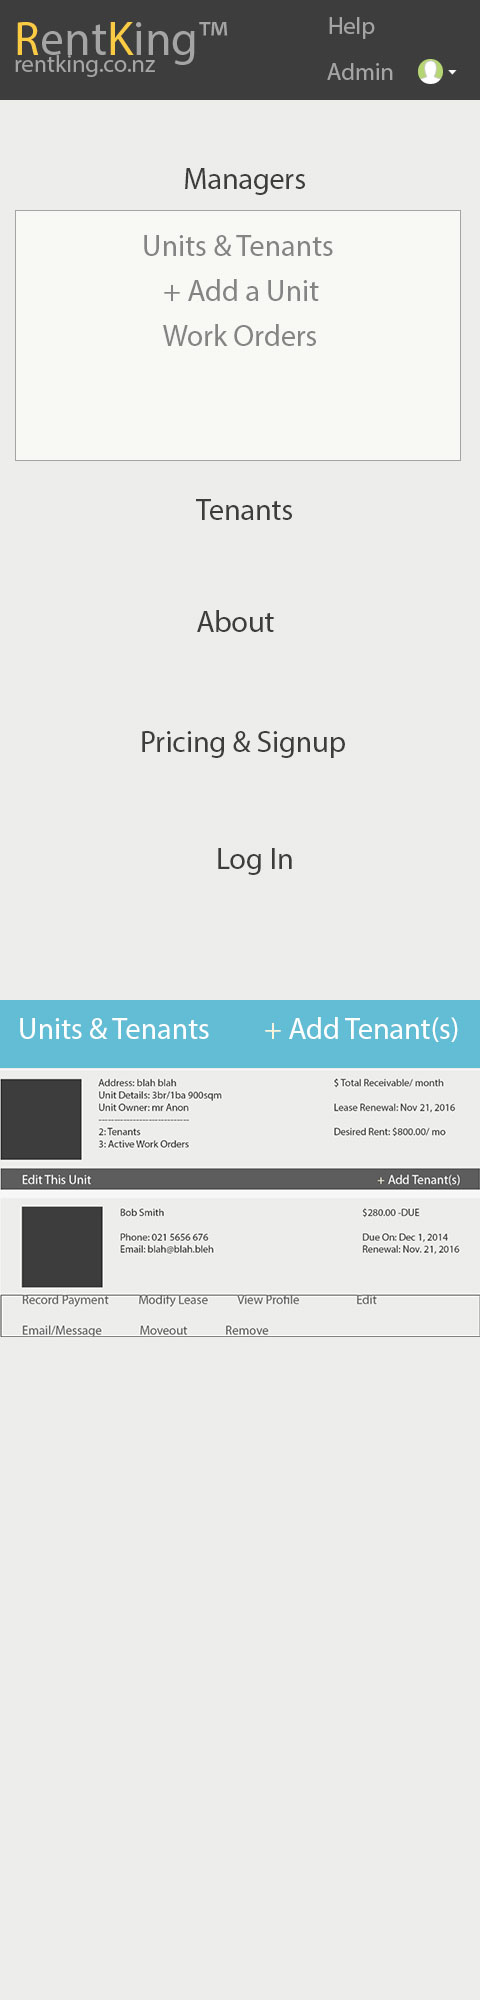 RentKing™
rentking.co.nz
Help
Admin
Managers
Units & Tenants
+ Add a Unit
Work Orders
Tenants
About
Pricing & Signup
Log In
Units & Tenants + Add Tenant(s)
Address: blah blah $ Total Receivable/ month
Unit Details: 3br/1ba 900sqm
Unit Owner: mr Anon Lease Renewal: Nov 21, 2016
-----------------------------
2: Tenants Desired Rent: $800.00/ mo
3: Active Work Orders
Edit This Unit + Add Tenant(s)
Bob Smith $280.00 -DUE
Phone: 021 5656 676 Due On: Dec 1, 2014
Email: blah@blah.bleh Renewal: Nov. 21, 2016
Record Payment Modify Lease View Profile Edit
Email/Message Moveout Remove